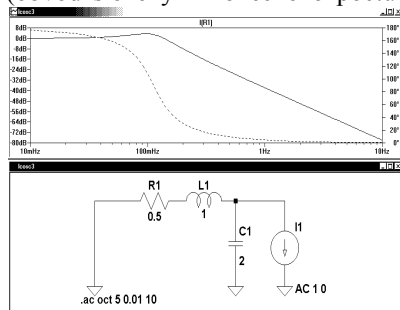 lcosc3
I(R1)
8dB 180°
0dB 160°
-8dB
-16dB 140°
-24dB 120°
-32dB 100°
-40dB 80°
-48dB
-56dB 60°
-64dB 40°
-72dB 20°
-80dB 0°
10mHz 100mHz 1Hz 10Hz
lcosc3
R1 L1
0.5 1
C1 I1
2
AC 1 0
.ac oct 5 0.01 10